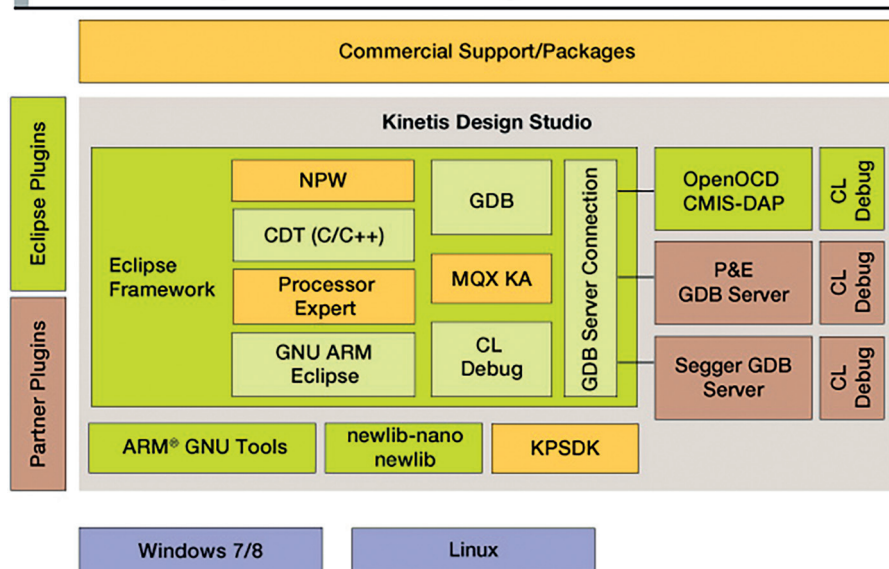 Commercial Support/Packages
Eclipse Plugins
Partner Plugins
Kinetis Design Studio
Eclipse
Framework
NPW
CDT (C/C++)
Processor
Expert
GNU ARM
Eclipse
GDB
MQX KA
CL
Debug
GDB Server Connection
OpenOCD
CMIS-DAP
CL
Debug
P&E
GDB Server
CL
Debug
Segger GDB
Server
CL
Debug
ARM® GNU Tools
newlib-nano
newlib
KPSDK
Windows 7/8
Linux